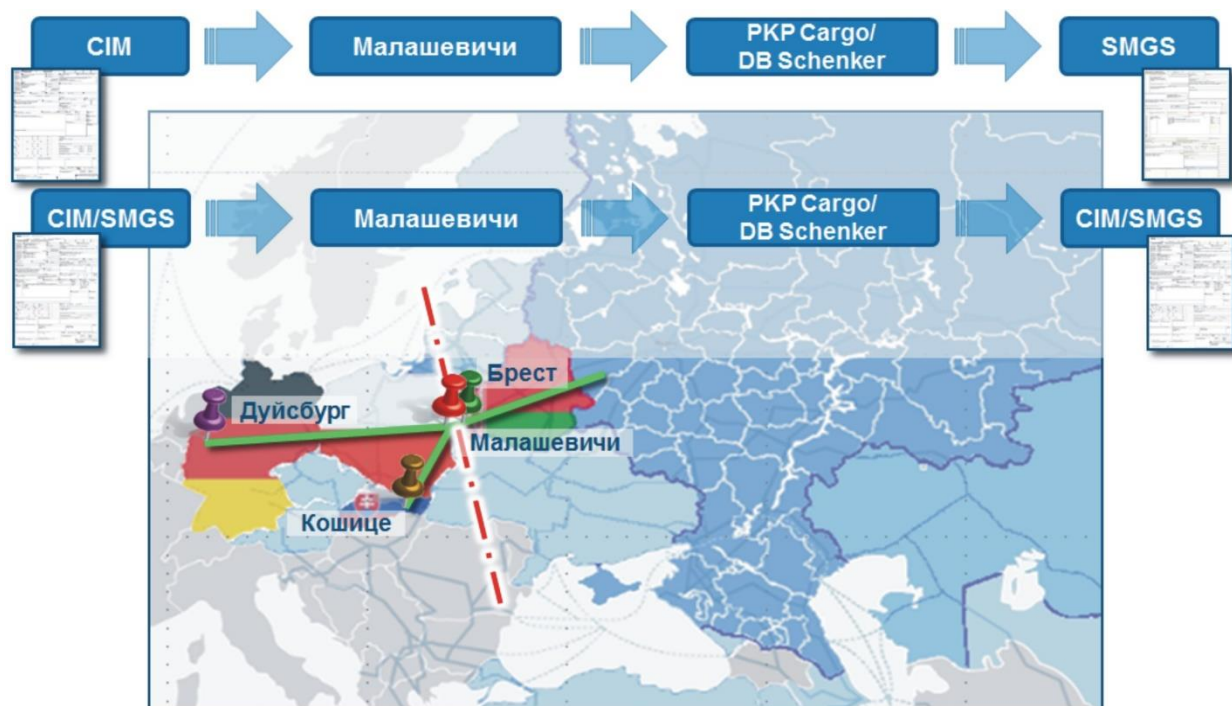 CIM
Малашевичи
PKP Cargo/
DB Schenker
SMGS
CIM/SMGS
Малашевичи
PKP Cargo/
DB Schenker
CIM/SMGS
Брест
Дуйсбург
Малашевичи
Кошице